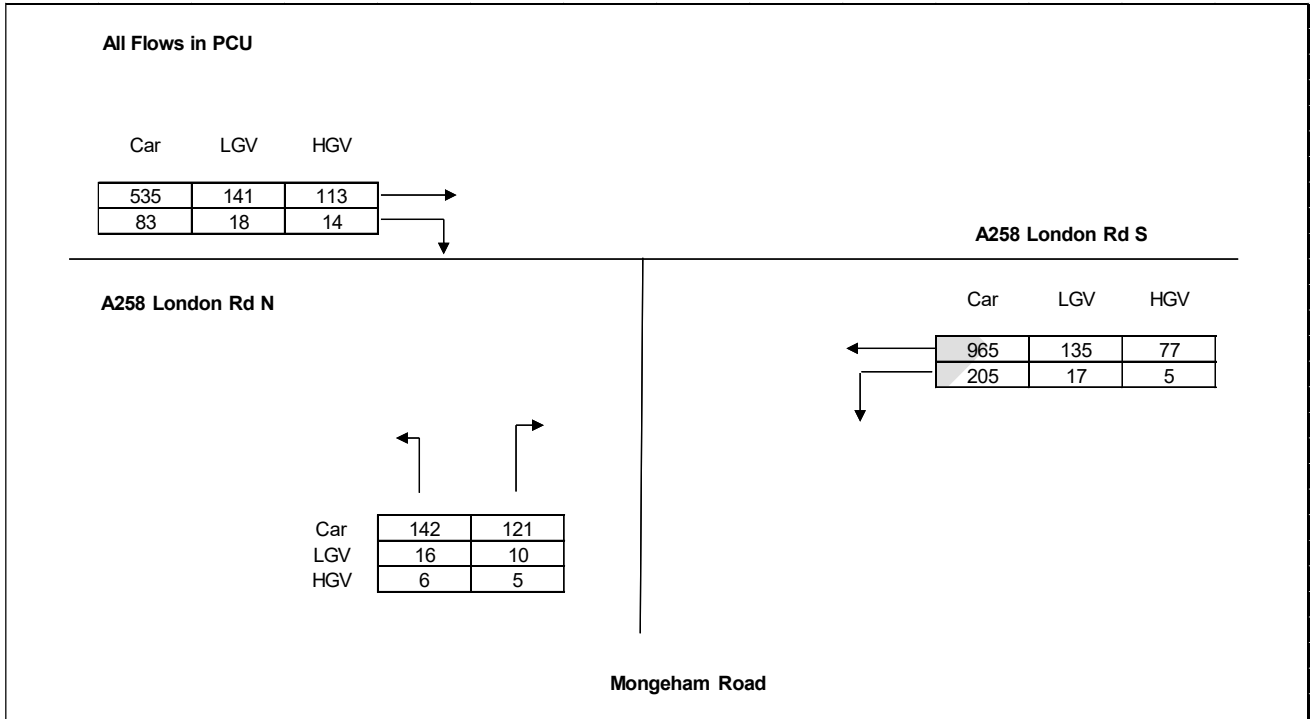 All Flows in PCU
Car LGV HGV
535 141 113
83 18 14
A258 London Rd S
A258 London Rd N
Car LGV HGV
965 135 77
205 17 5
Car 142 121
LGV 16 10
HGV 6 5
Mongeham Road